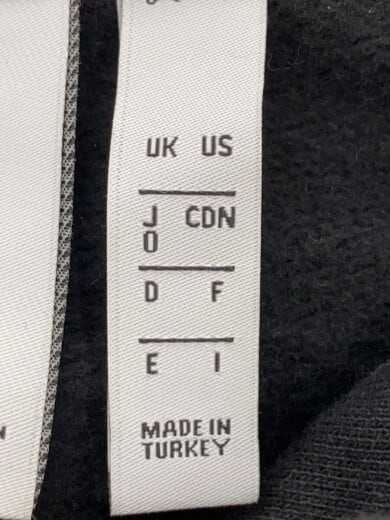 UK US
J CDN
O
D F
E I
MADE IN
TURKEY